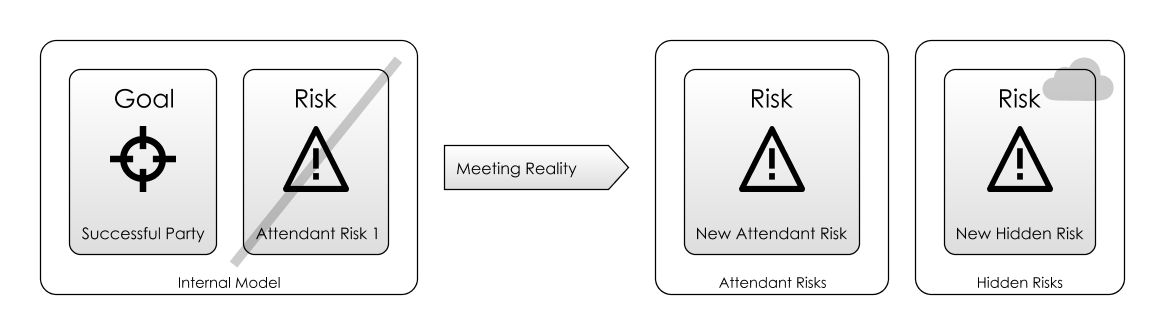 Goal
Successful Party
Risk
Attendant Risk 1
Internal Model
Meeting Reality
Risk
New Attendant Risk
Attendant Risks
Risk
New Hidden Risk
Hidden Risks